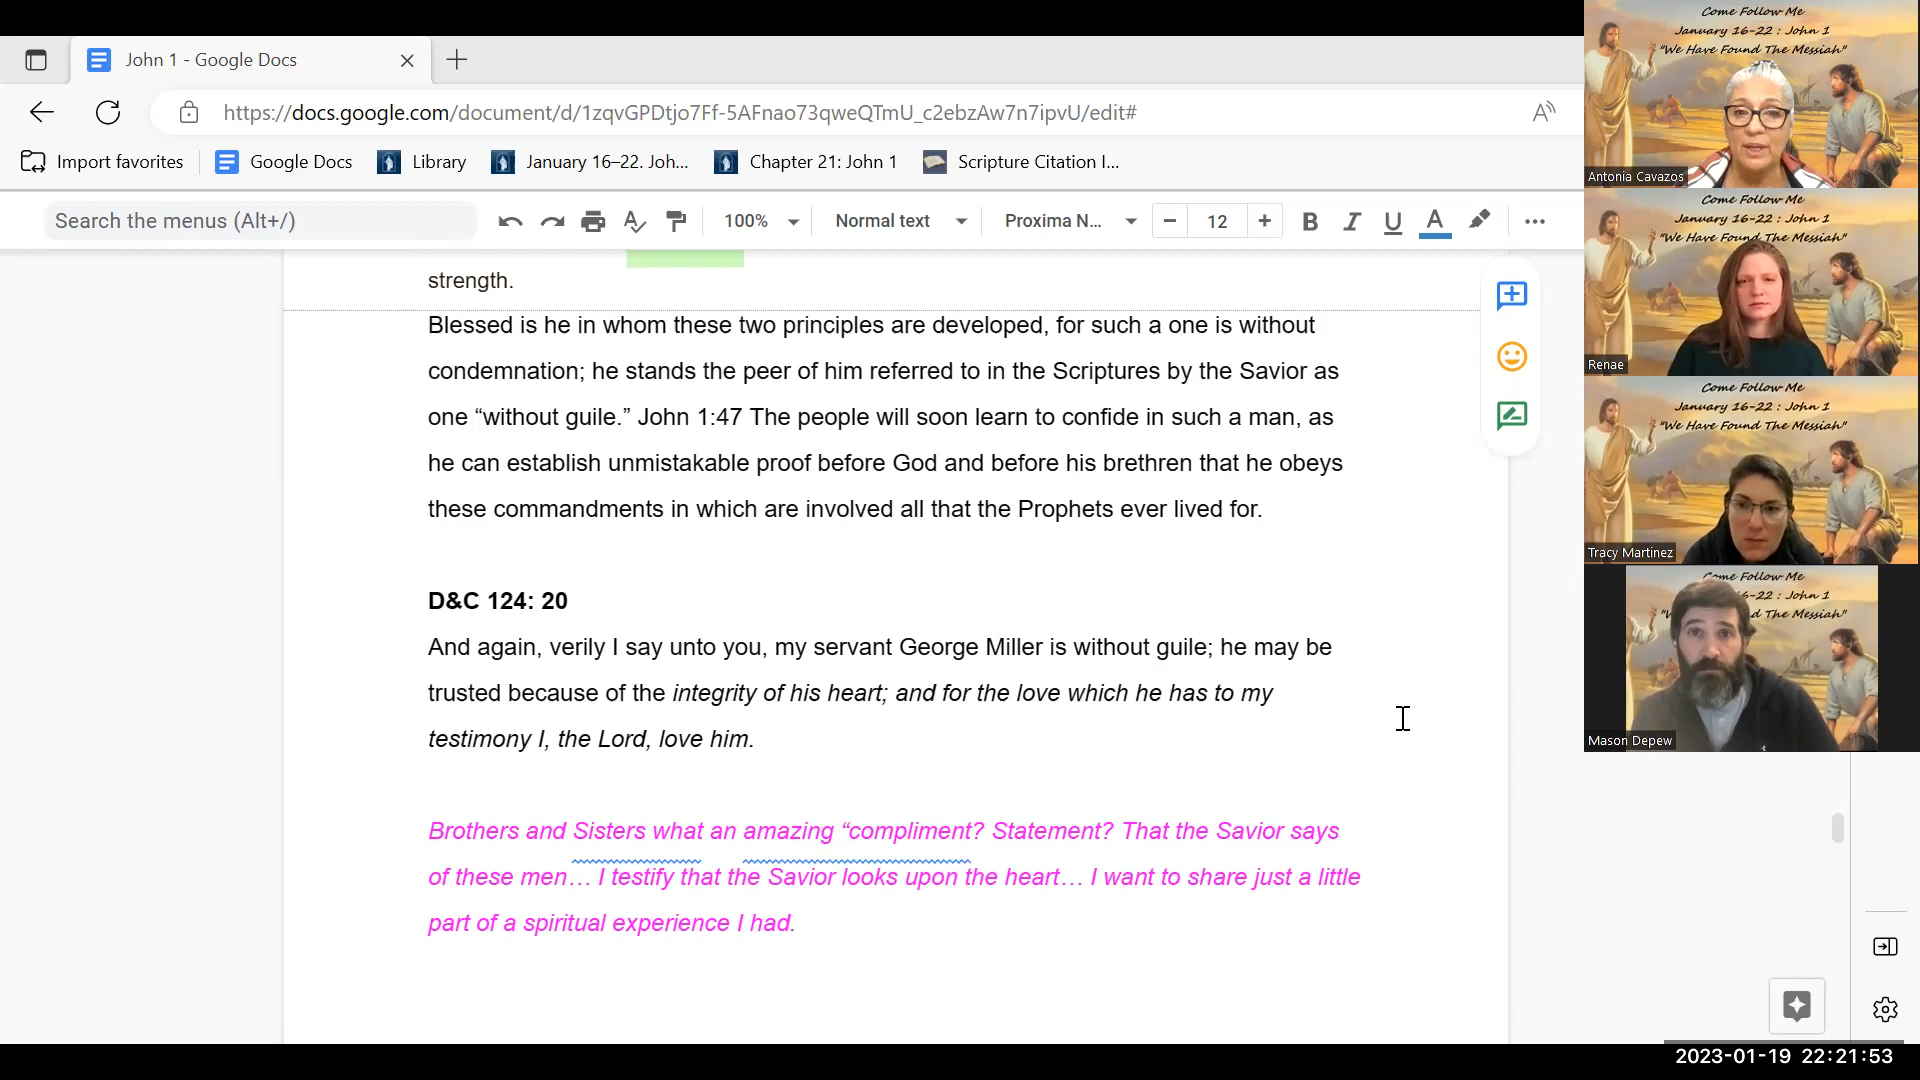 John 1 - Google Docs
https://docs.google.com/document/d/1zqvGPDtjo7Ff-5AFnao73qweQTmU_c2ebzAw7n7ipvU/edit#
Import favorites
Google Docs
Library
January 16–22. Joh...
Chapter 21: John 1
Scripture Citation I...
Search the menus (Alt+/)
100%
Normal text
Proxima N...
12
B
I
U
A
strength.
Blessed is he in whom these two principles are developed, for such a one is without
condemnation; he stands the peer of him referred to in the Scriptures by the Savior as
one “without guile.” John 1:47 The people will soon learn to confide in such a man, as
he can establish unmistakable proof before God and before his brethren that he obeys
these commandments in which are involved all that the Prophets ever lived for.
D&C 124: 20
And again, verily I say unto you, my servant George Miller is without guile; he may be
trusted because of the integrity of his heart; and for the love which he has to my
testimony I, the Lord, love him.
Brothers and Sisters what an amazing “compliment? Statement? That the Savior says
of these men… I testify that the Savior looks upon the heart… I want to share just a little
part of a spiritual experience I had.
Come Follow Me
January 16-22 : John 1
"We Have Found The Messiah"
Antonia Cavazos
Come Follow Me
January 16-22 : John 1
"We Have Found The Messiah"
Renae
Come Follow Me
January 16-22 : John 1
"We Have Found The Messiah"
Tracy Martinez
Come Follow Me
16-22 : John 1
"W nd The Messiah"
Mason Depew
2023-01-19 22:21:53